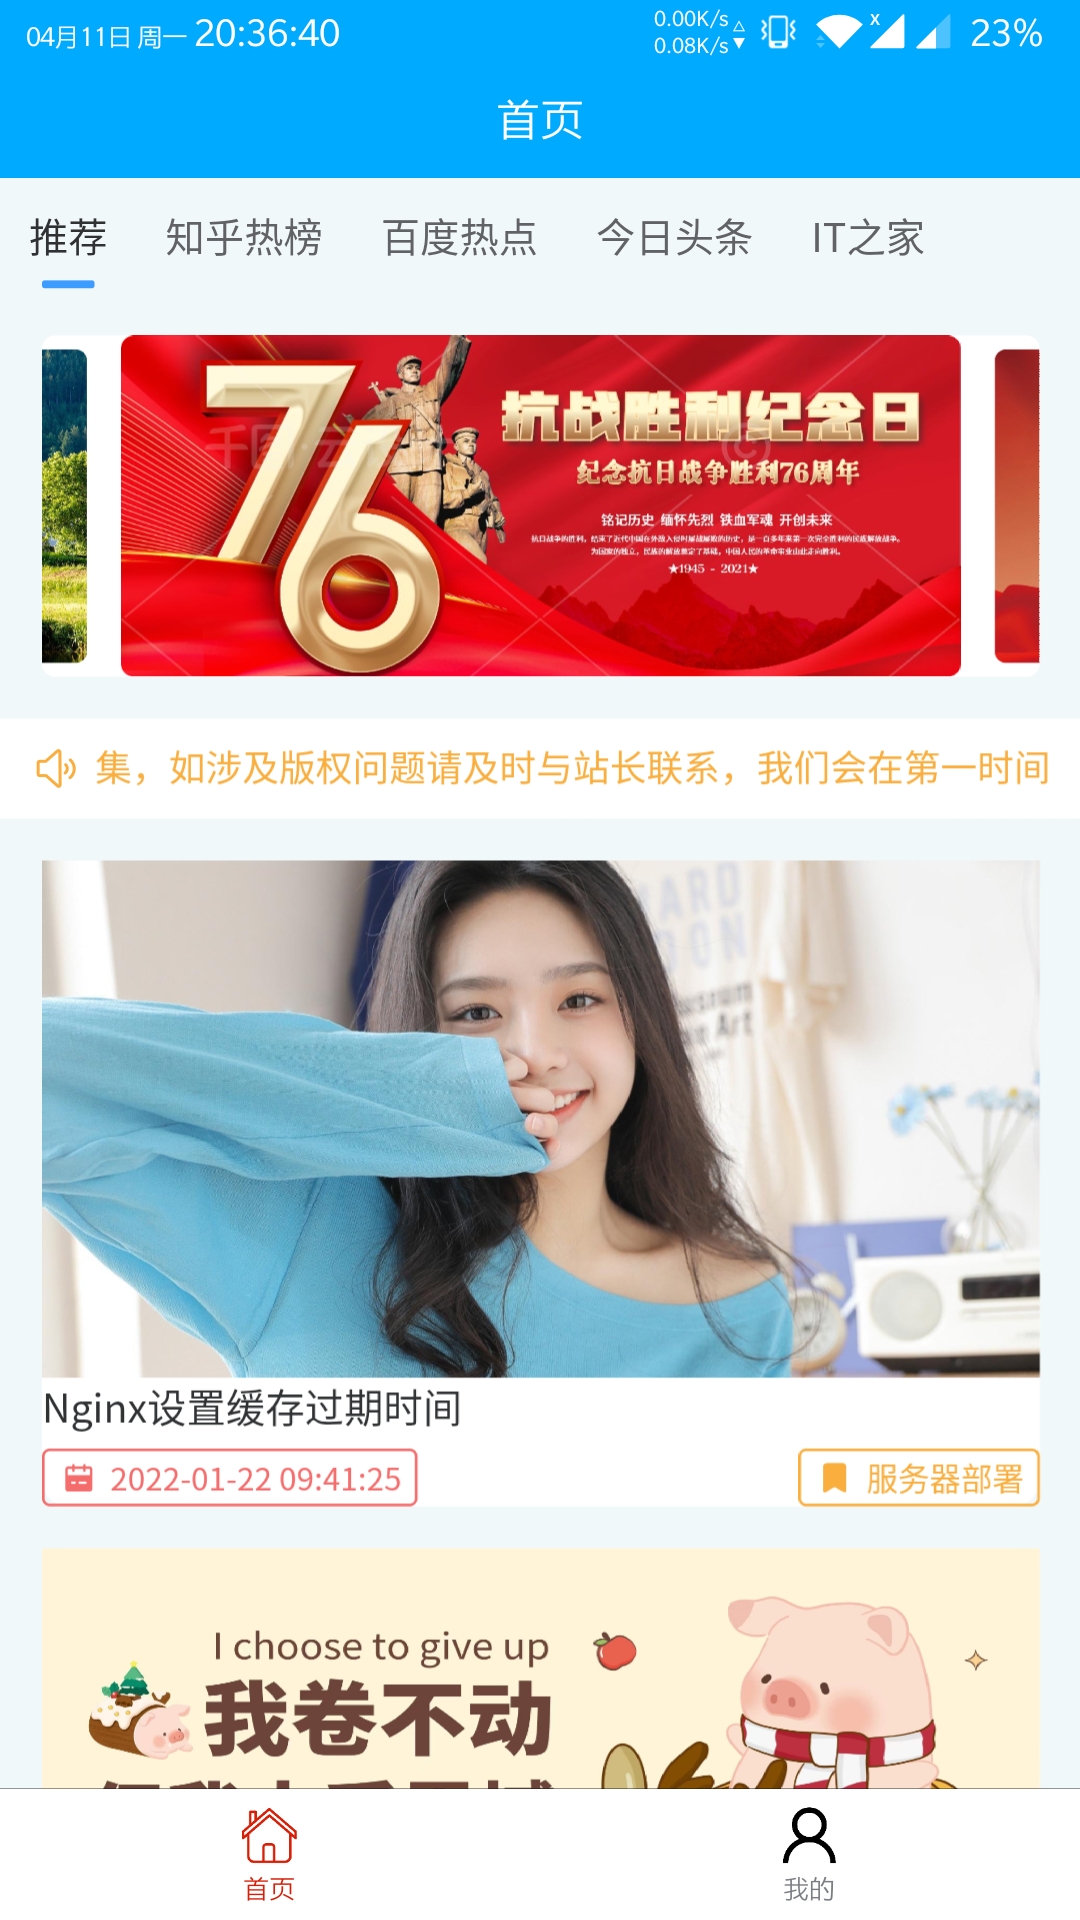 04月11日 周一 20:36:40
0.00K/s
0.08K/s
x
23%
首页
推荐 知乎热榜 百度热点 今日头条 IT之家
76
抗战胜利纪念日
纪念抗日战争胜利76周年
铭记历史 缅怀先烈 铁血军魂 开创未来
★1945 - 2021★
集，如涉及版权问题请及时与站长联系，我们会在第一时间
Nginx设置缓存过期时间
2022-01-22 09:41:25
服务器部署
I choose to give up
我卷不动
首页
我的